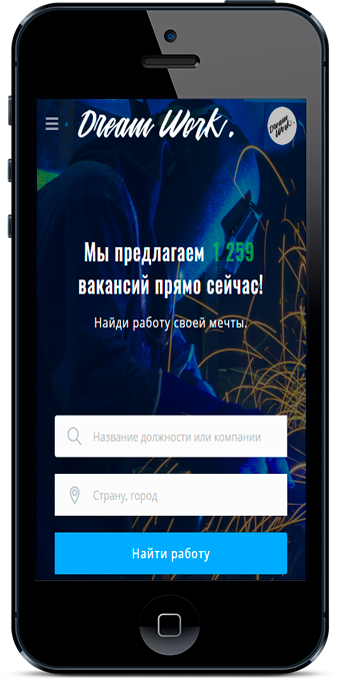 Dream Work.
Dream
Work.
Мы предлагаем 1 259
вакансий прямо сейчас!
Найди работу своей мечты.
Название должности или компании
Страну, город
Найти работу